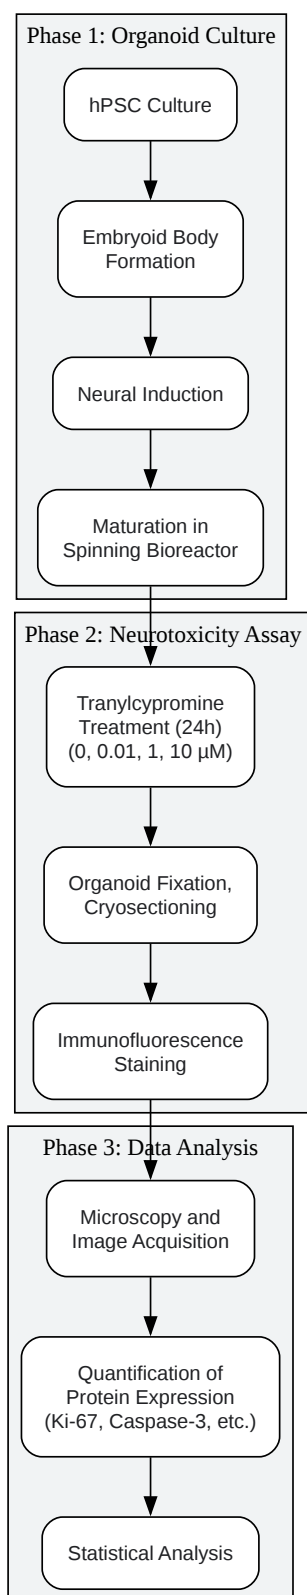 Phase 1: Organoid Culture
hPSC Culture
Embryoid Body
Formation
Neural Induction
Maturation in
Spinning Bioreactor
Phase 2: Neurotoxicity Assay
Tranylcypromine
Treatment (24h)
(0, 0.01, 1, 10 µM)
Organoid Fixation,
Cryosectioning
Immunofluorescence
Staining
Phase 3: Data Analysis
Microscopy and
Image Acquisition
Quantification of
Protein Expression
(Ki-67, Caspase-3, etc.)
Statistical Analysis